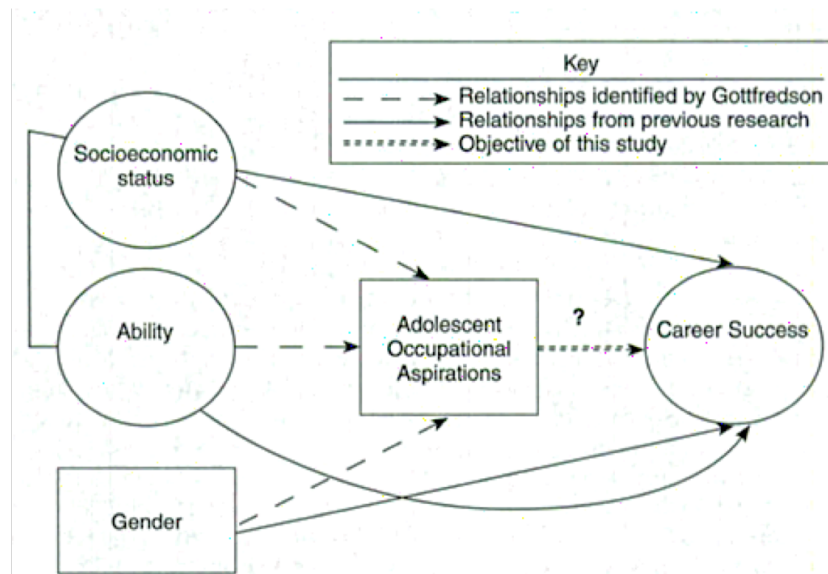 Key
Relationships identified by Gottfredson
Relationships from previous research
Objective of this study
Socioeconomic
status
Ability
Adolescent
Occupational
Aspirations
?
Career Success
Gender